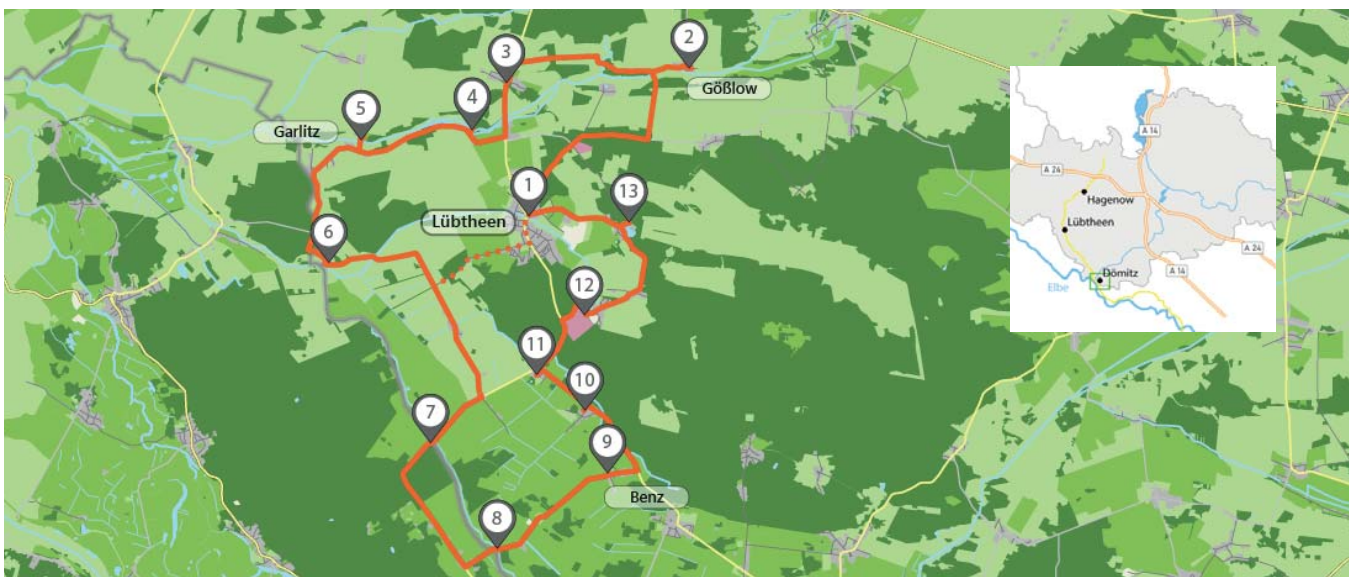 2
3
Gößlow
4
5
Garlitz
1
13
Lübtheen
6
12
11
10
7
9
Benz
8
A 14
A 24
Hagenow
Lübtheen
A 24
A 14
Dömitz
Elbe